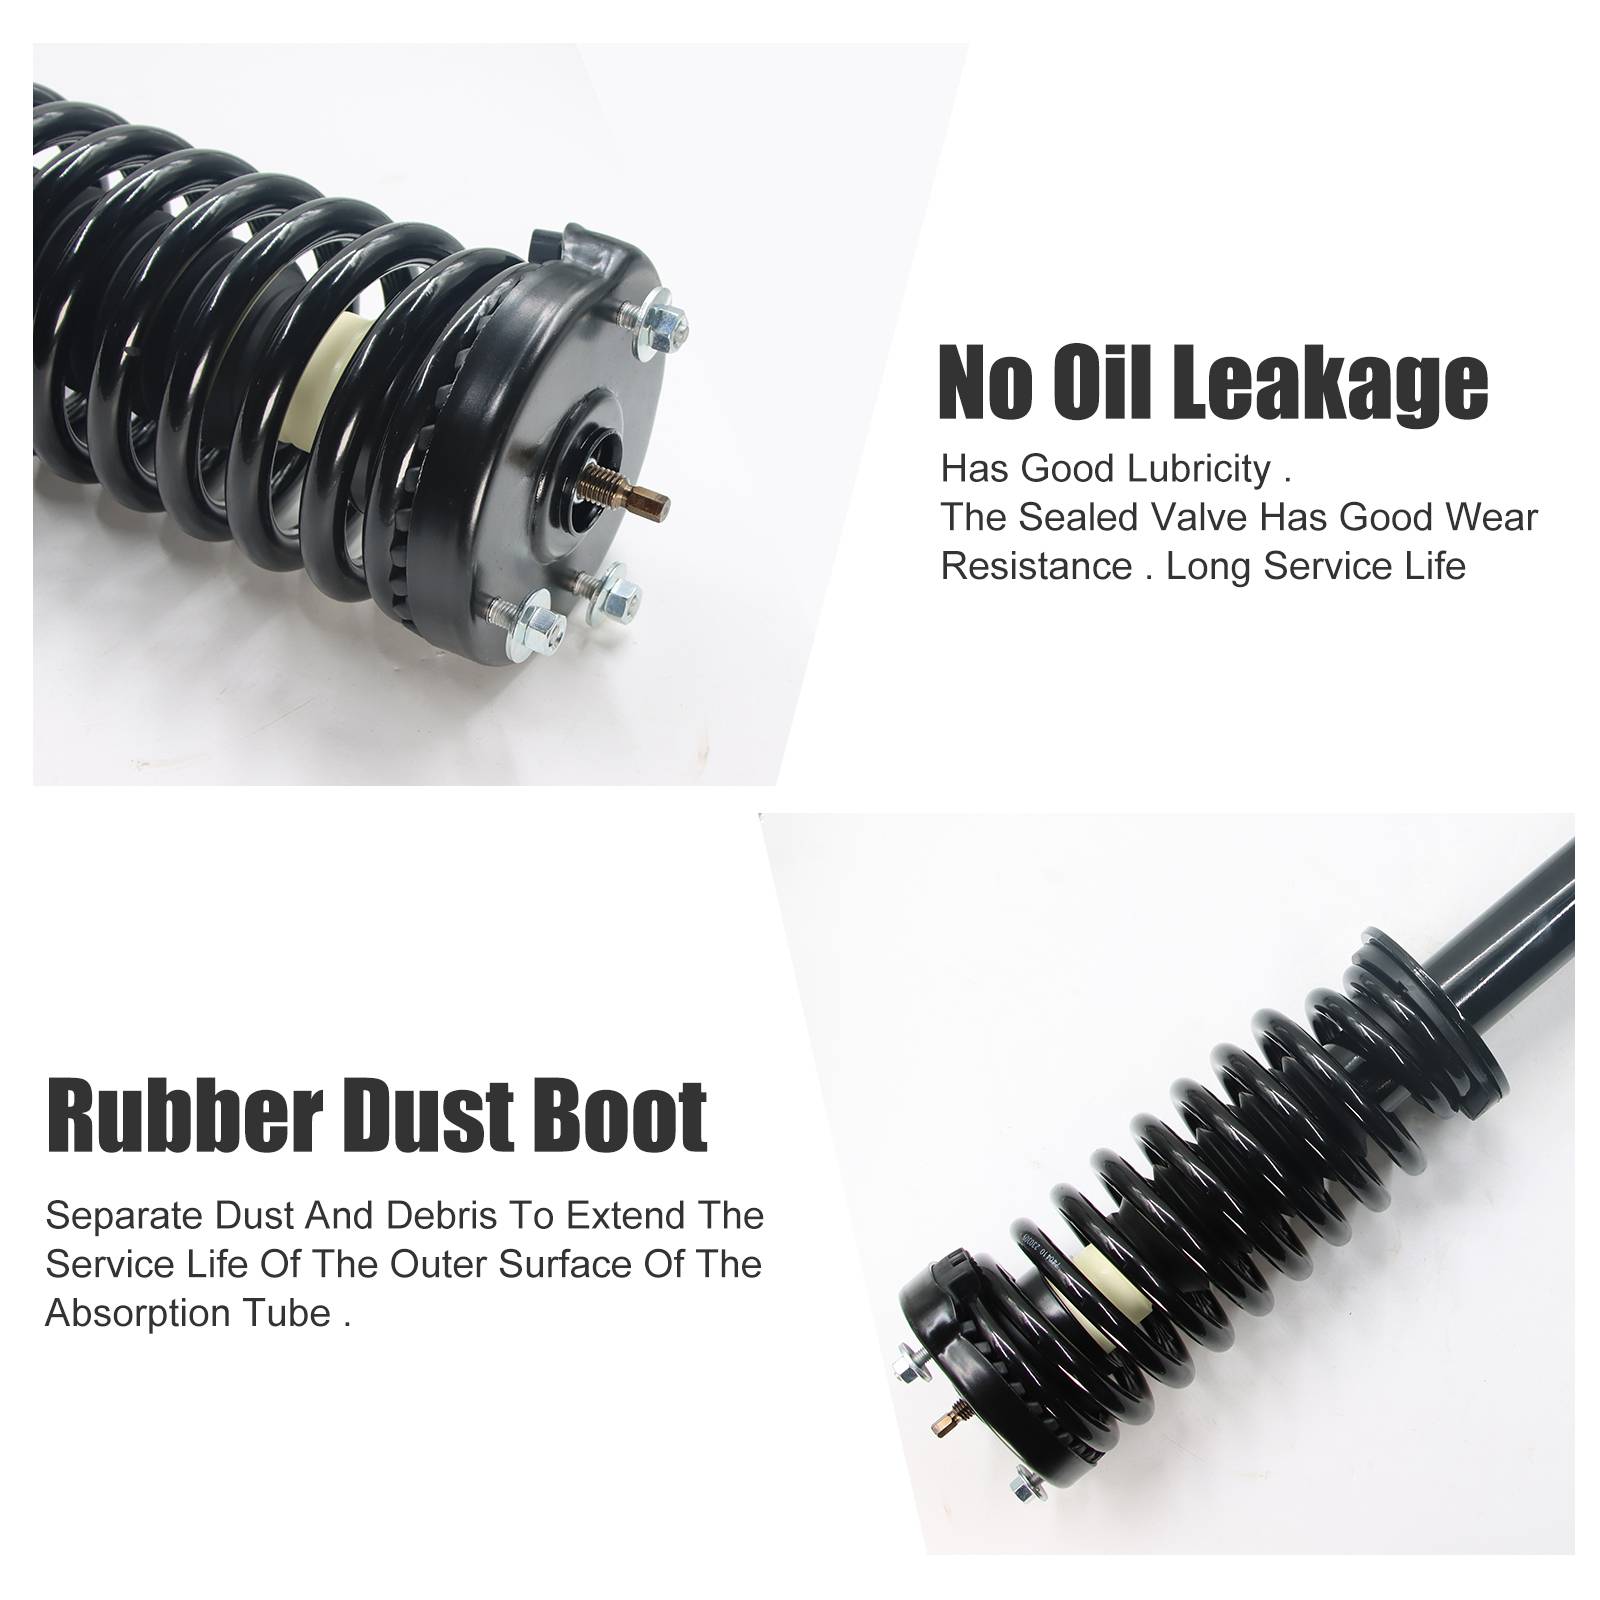 No Oil Leakage
Has Good Lubricity .
The Sealed Valve Has Good Wear
Resistance . Long Service Life
Rubber Dust Boot
Separate Dust And Debris To Extend The
Service Life Of The Outer Surface Of The
Absorption Tube .